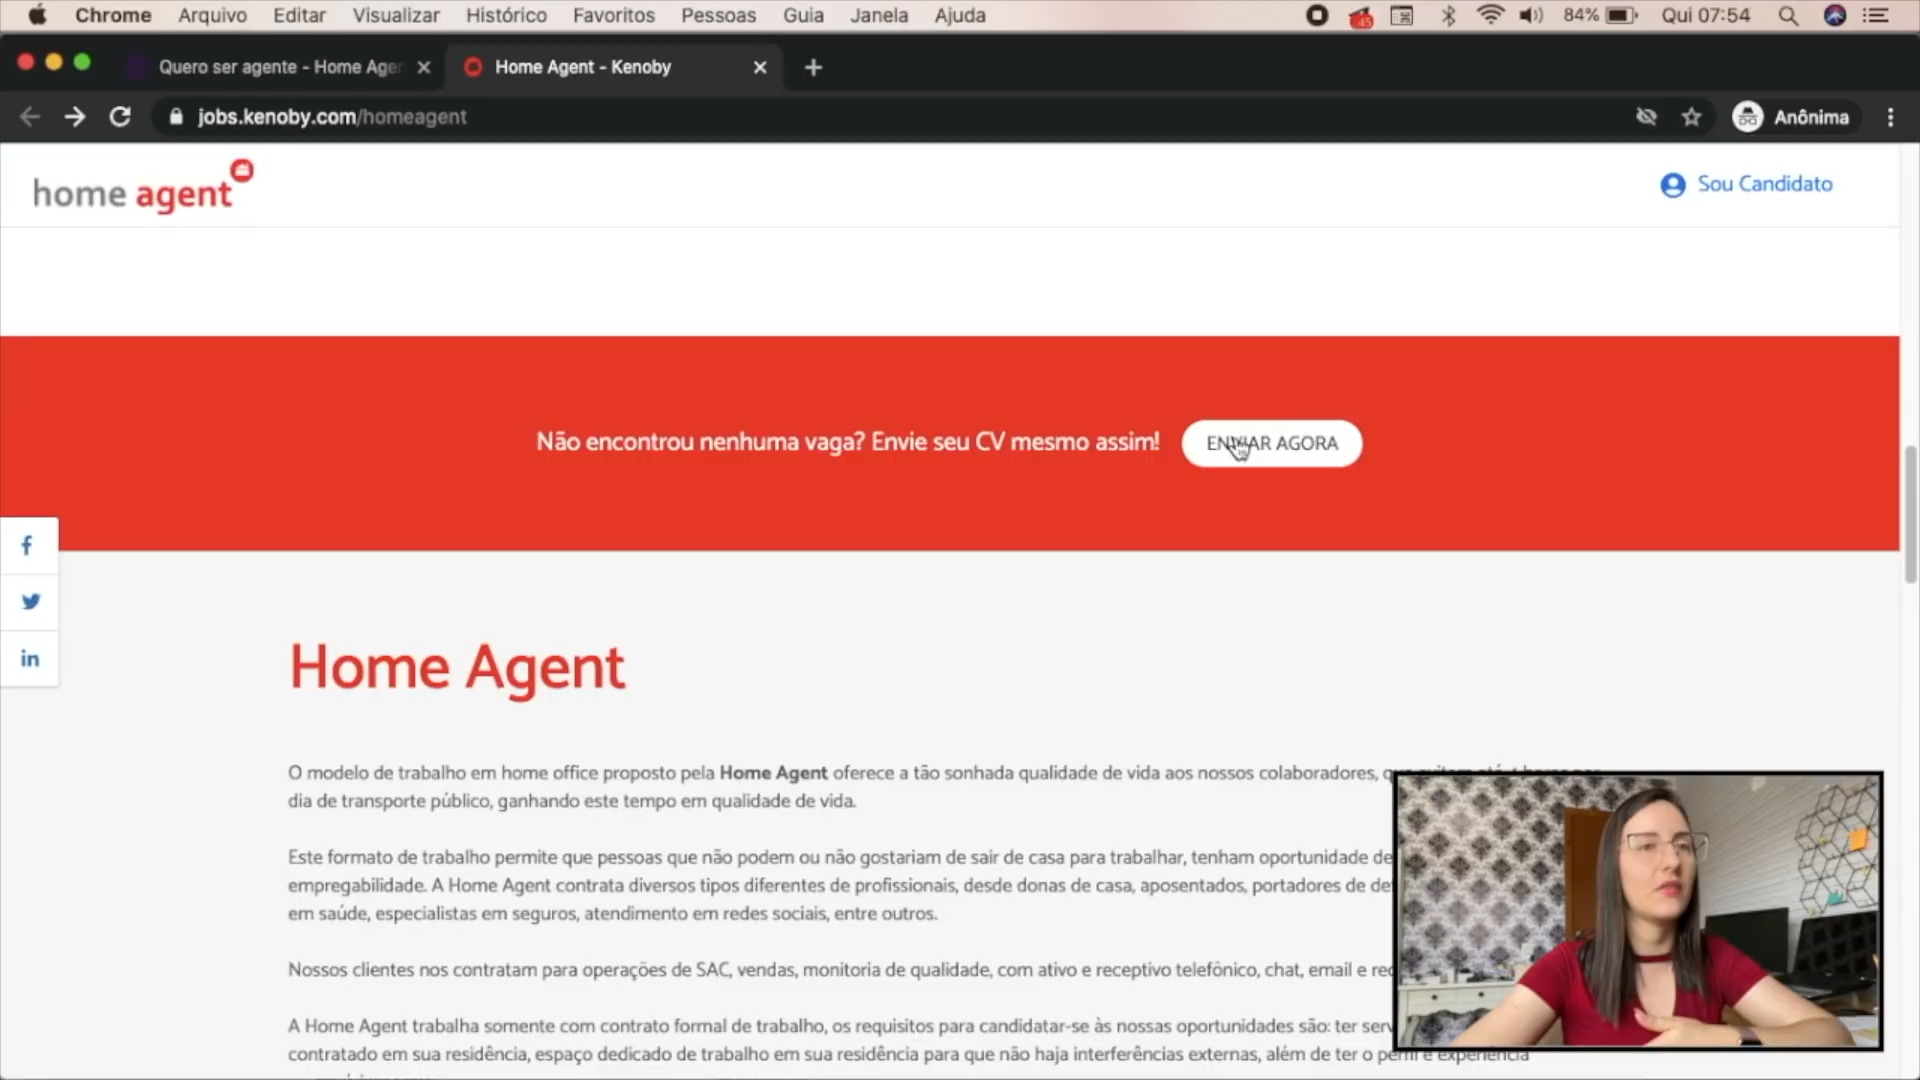 Chrome Arquivo Editar Visualizar Histórico Favoritos Pessoas Guia Janela Ajuda 45 84% Qui 07:54
Quero ser agente - Home Age
Home Agent - Kenoby
jobs.kenoby.com/homeagent
Anônima
home agent
Sou Candidato
Não encontrou nenhuma vaga? Envie seu CV mesmo assim!
ENVIAR AGORA
Home Agent
O modelo de trabalho em home office proposto pela Home Agent oferece a tão sonhada qualidade de vida aos nossos colaboradores,
dia de transporte público, ganhando este tempo em qualidade de vida.
Este formato de trabalho permite que pessoas que não podem ou não gostariam de sair de casa para trabalhar, tenham oportunidade de
empregabilidade. A Home Agent contrata diversos tipos diferentes de profissionais, desde donas de casa, aposentados, portadores de
em saúde, especialistas em seguros, atendimento em redes sociais, entre outros.
Nossos clientes nos contratam para operações de SAC, vendas, monitoria de qualidade, com ativo e receptivo telefônico, chat, email e
A Home Agent trabalha somente com contrato formal de trabalho, os requisitos para candidatar-se às nossas oportunidades são: ter
contratado em sua residência, espaço dedicado de trabalho em sua residência para que não haja interferências externas, além de ter o perfil e experiência